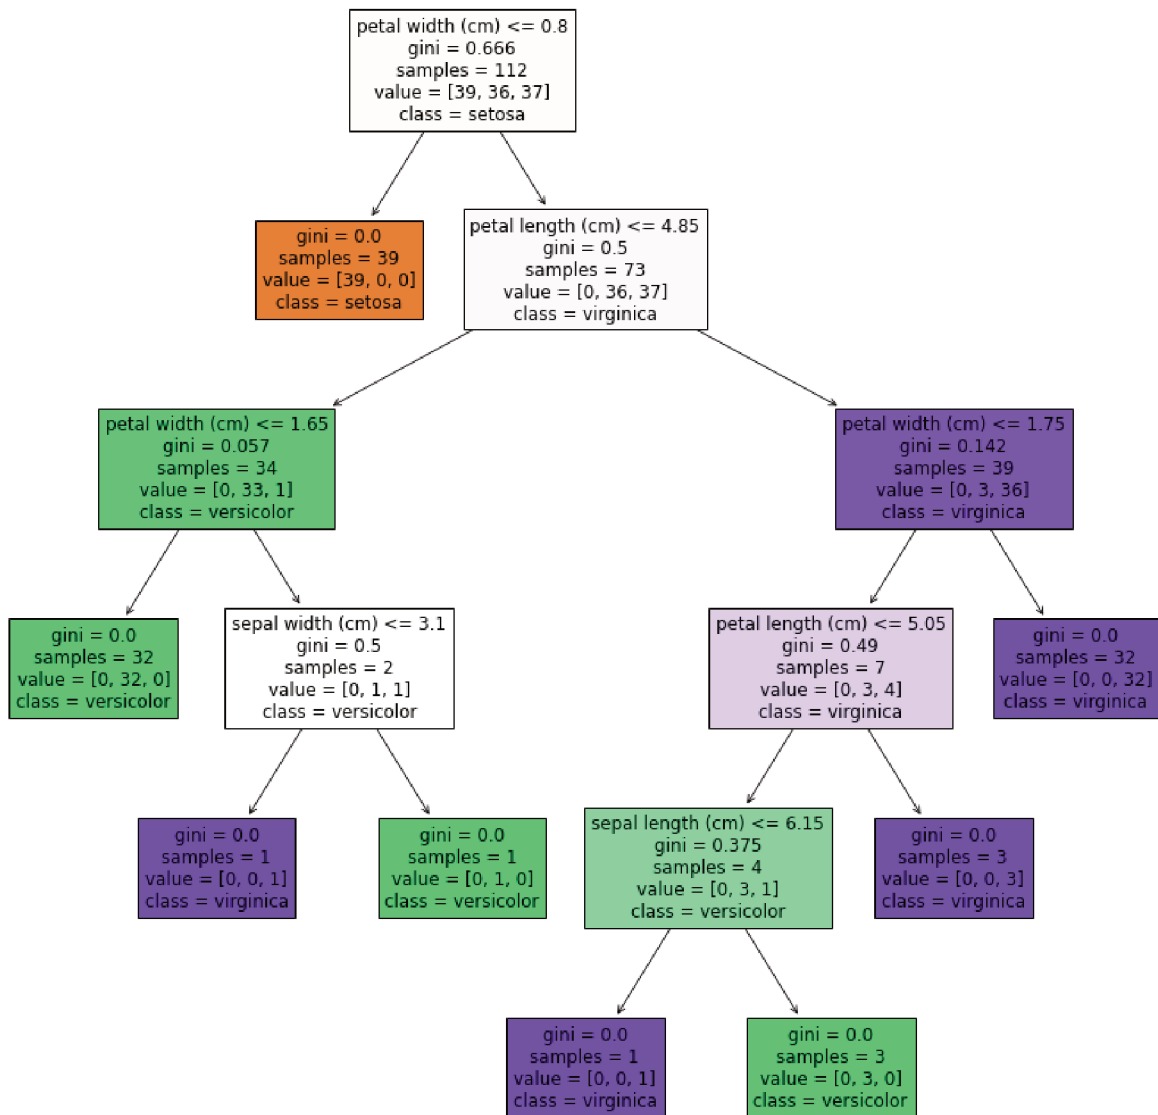 petal width (cm) <= 0.8
gini = 0.666
samples = 112
value = [39, 36, 37]
class = setosa
gini = 0.0
samples = 39
value = [39, 0, 0]
class = setosa
petal length (cm) <= 4.85
gini = 0.5
samples = 73
value = [0, 36, 37]
class = virginica
petal width (cm) <= 1.65
gini = 0.057
samples = 34
value = [0, 33, 1]
class = versicolor
petal width (cm) <= 1.75
gini = 0.142
samples = 39
value = [0, 3, 36]
class = virginica
gini = 0.0
samples = 32
value = [0, 32, 0]
class = versicolor
sepal width (cm) <= 3.1
gini = 0.5
samples = 2
value = [0, 1, 1]
class = versicolor
petal length (cm) <= 5.05
gini = 0.49
samples = 7
value = [0, 3, 4]
class = virginica
gini = 0.0
samples = 32
value = [0, 0, 32]
class = virginica
gini = 0.0
samples = 1
value = [0, 0, 1]
class = virginica
gini = 0.0
samples = 1
value = [0, 1, 0]
class = versicolor
sepal length (cm) <= 6.15
gini = 0.375
samples = 4
value = [0, 3, 1]
class = versicolor
gini = 0.0
samples = 3
value = [0, 0, 3]
class = virginica
gini = 0.0
samples = 1
value = [0, 0, 1]
class = virginica
gini = 0.0
samples = 3
value = [0, 3, 0]
class = versicolor